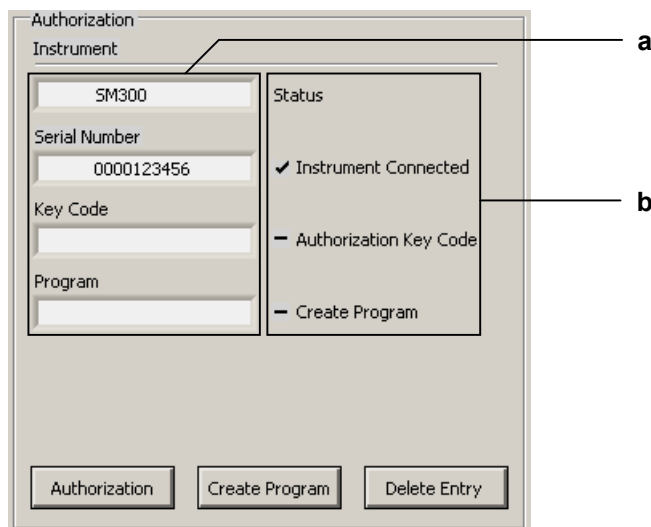 Authorization
Instrument
a
SM300
Status
Serial Number
0000123456
✓ Instrument Connected
Key Code
b
– Authorization Key Code
Program
– Create Program
Authorization
Create Program
Delete Entry